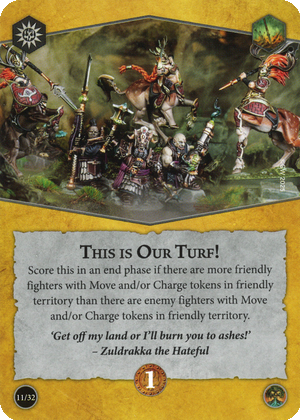 THIS IS OUR TURF!
Score this in an end phase if there are more friendly
fighters with Move and/or Charge tokens in friendly
territory than there are enemy fighters with Move
and/or Charge tokens in friendly territory.
'Get off my land or I'll burn you to ashes!'
– Zuldrakka the Hateful
11/32
1